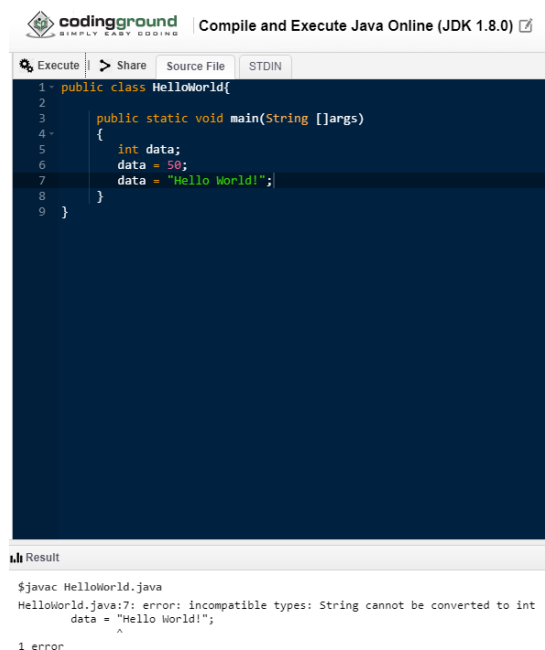 codingground
SIMPLY EASY CODING
Compile and Execute Java Online (JDK 1.8.0)
Execute | Share Source File STDIN
1 public class HelloWorld{
2
3 public static void main(String []args)
4 {
5 int data;
6 data = 50;
7 data = "Hello World!";
8 }
9 }
Result
$javac HelloWorld.java
HelloWorld.java:7: error: incompatible types: String cannot be converted to int
data = "Hello World!";
^
1 error